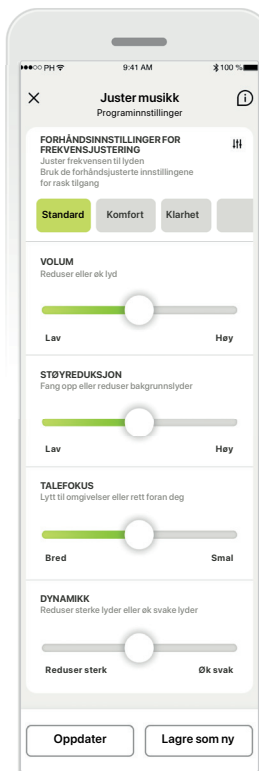 PH 9:41 AM 100 %
Juster musikk
Programinnstillinger
FORHÅNDSINNSTILLINGER FOR
FREKVENSJUSTERING
Juster frekvensen til lyden
Bruk de forhåndsjusterte innstillingene
for rask tilgang
Standard Komfort Klarhet
VOLUM
Reduser eller øk lyd
Lav Høy
STØYREDUKSJON
Fang opp eller reduser bakgrunnslyder
Lav Høy
TALEFOKUS
Lytt til omgivelser eller rett foran deg
Bred Smal
DYNAMIKK
Reduser sterke lyder eller øk svake lyder
Reduser sterk Øk svak
Oppdater Lagre som ny